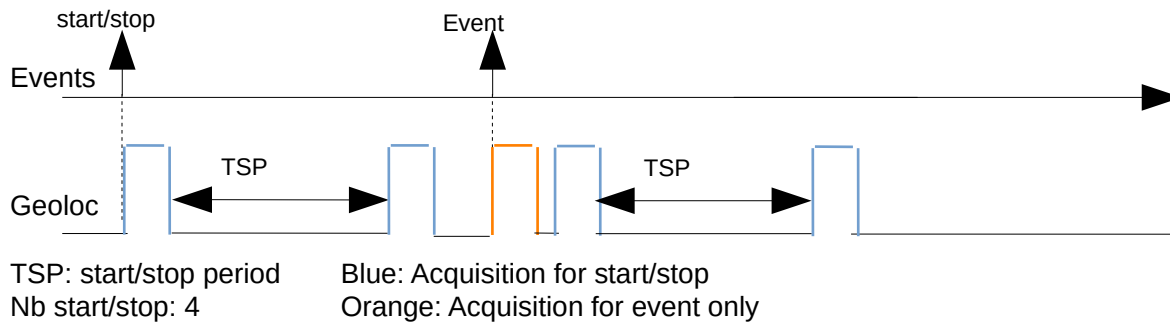 start/stop
Event
Events
TSP
TSP
Geoloc
TSP: start/stop period
Blue: Acquisition for start/stop
Nb start/stop: 4
Orange: Acquisition for event only